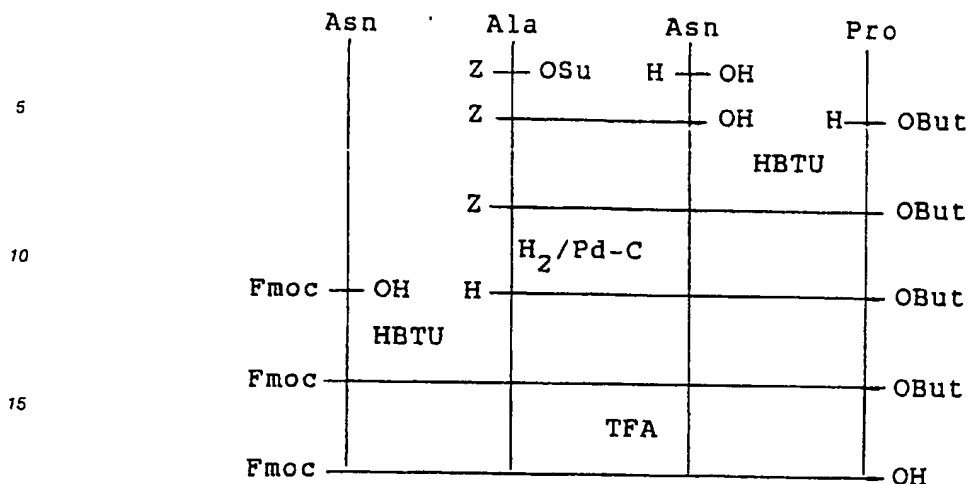 Asn Ala Asn Pro
Z OSu H OH
5
Z OH H OBut
HBTU
Z OBut
10
H2/Pd-C
Fmoc OH H OBut
HBTU
Fmoc OBut
15
TFA
Fmoc OH